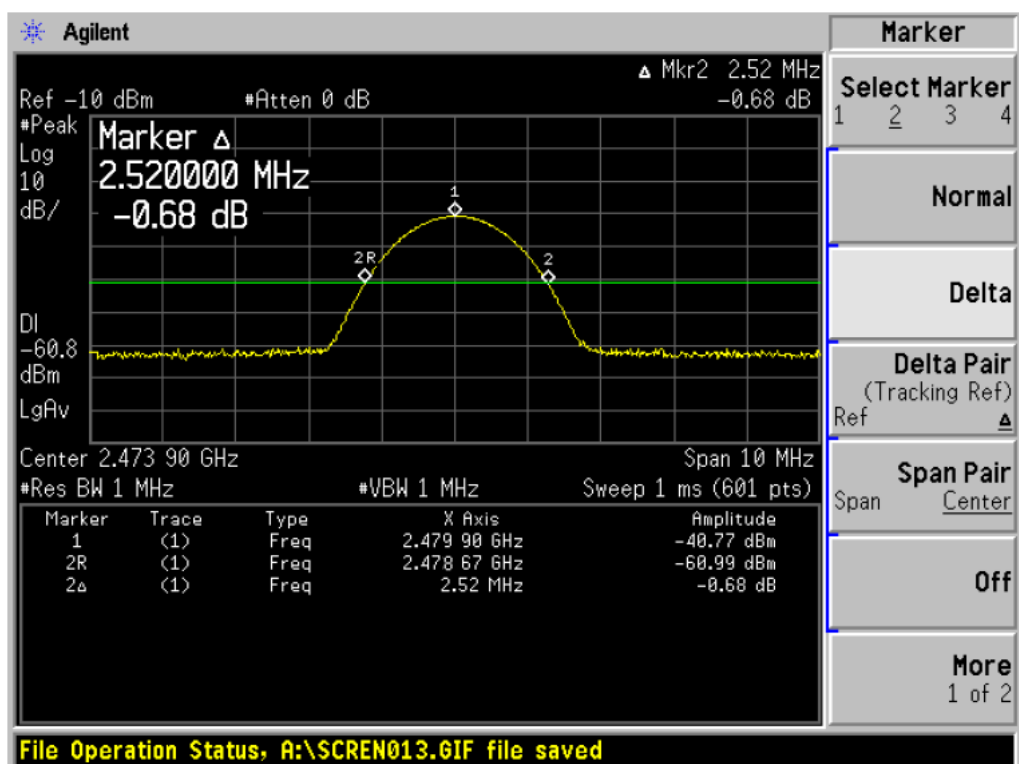 Agilent
Marker
Δ Mkr2 2.52 MHz
Ref -10 dBm #Atten 0 dB -0.68 dB
#Peak
Log
10
dB/
Marker Δ
2.520000 MHz
-0.68 dB
1
2R
2
DI
-60.8
dBm
LgAv
Center 2.473 90 GHz Span 10 MHz
#Res BW 1 MHz #VBW 1 MHz Sweep 1 ms (601 pts)
Marker Trace Type X Axis Amplitude
1 (1) Freq 2.479 90 GHz -40.77 dBm
2R (1) Freq 2.478 67 GHz -60.99 dBm
2Δ (1) Freq 2.52 MHz -0.68 dB
Select Marker
1 2 3 4
Normal
Delta
Delta Pair
(Tracking Ref)
Ref Δ
Span Pair
Span Center
Off
More
1 of 2
File Operation Status, A:\SCREN013.GIF file saved